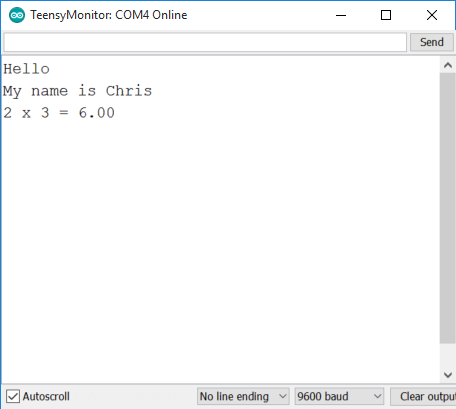 TeensyMonitor: COM4 Online
Send
Hello
My name is Chris
2 x 3 = 6.00
Autoscroll
No line ending
9600 baud
Clear outpu